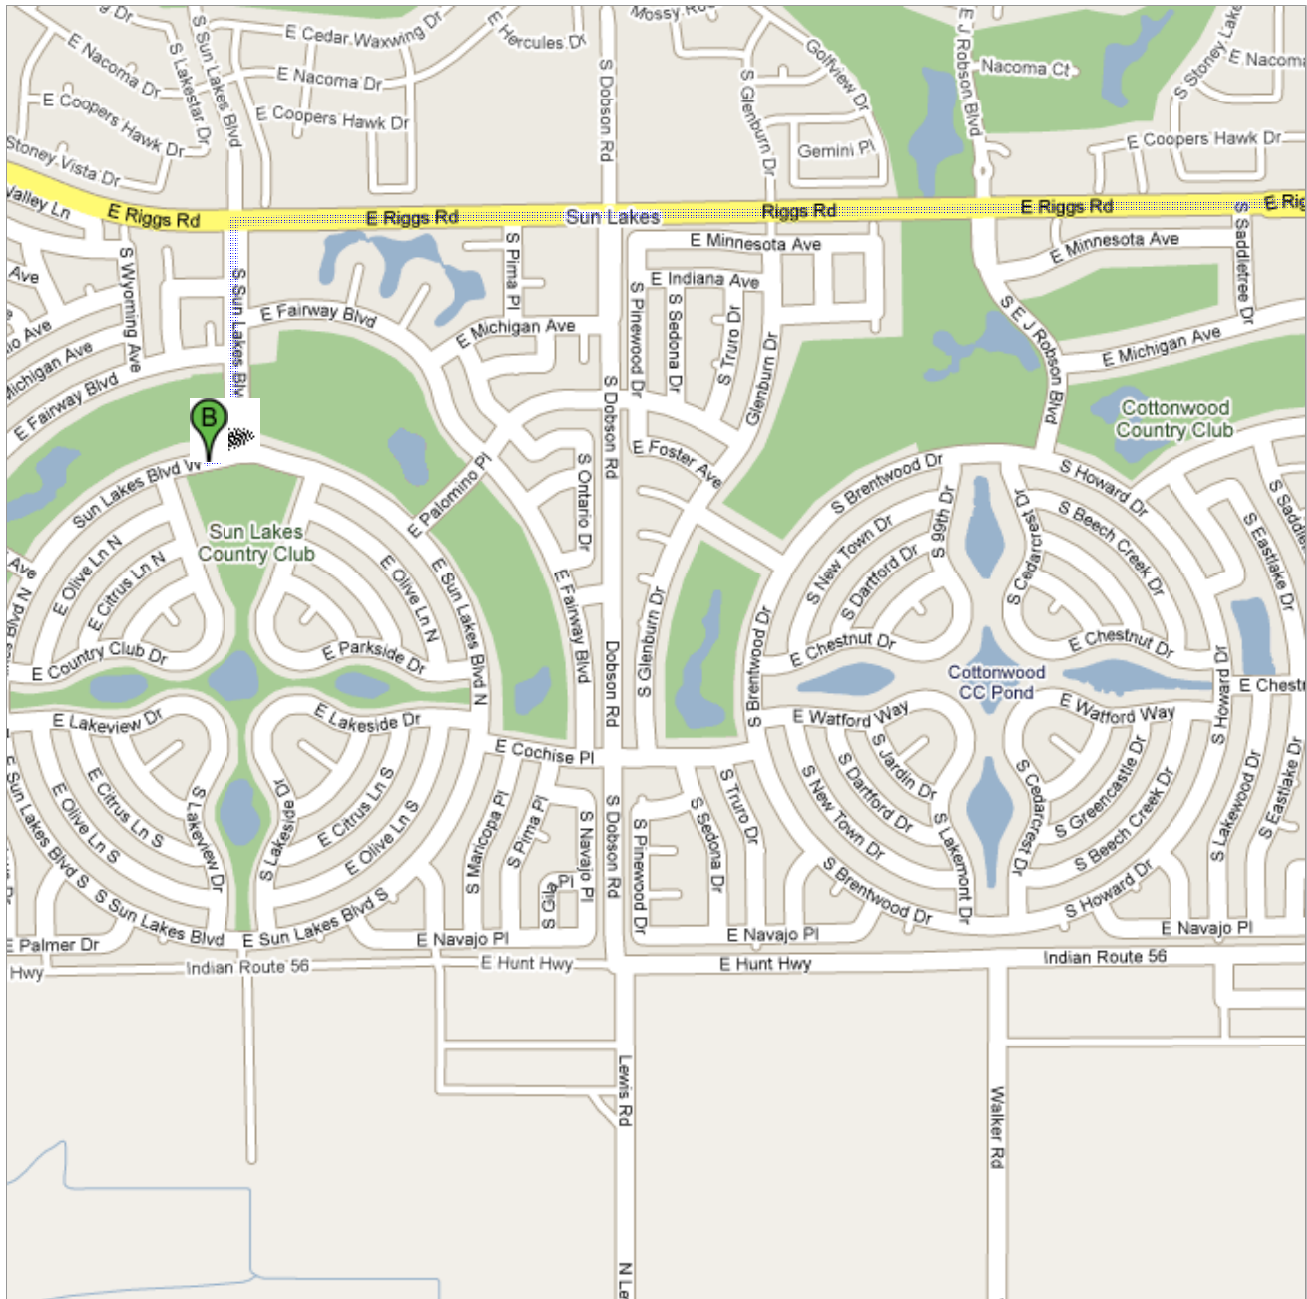 g Dr
S Sun Lakes Blvd
E Cedar Waxwing Dr
E Hercules Dr
Mossy Ro
E J Robson Blvd
S Stoney Lake
E Nacoma Dr
S Lakestar Dr
E Nacoma Dr
S Dobson Rd
S Glenburn Dr
Golfview Dr
Nacoma Ct
E Nacoma
E Coopers Hawk Dr
E Coopers Hawk Dr
Gemini Pl
E Coopers Hawk Dr
Stoney Vista Dr
Valley Ln
E Riggs Rd
E Riggs Rd
Sun Lakes
Riggs Rd
E Riggs Rd
E Rig
Ave
S Wyoming Ave
S Sun Lakes Blv
S Pima Pl
E Minnesota Ave
E Minnesota Ave
S Saddletree Dr
E Indiana Ave
S Pinewood Dr
S Sedona Dr
S Truro Dr
Glenburn Dr
S E J Robson Blvd
io Ave
Michigan Ave
E Fairway Blvd
E Fairway Blvd
E Michigan Ave
E Michigan Ave
S Dobson Rd
B
Cottonwood
Country Club
E Foster Ave
Sun Lakes Blvd W
E Palomino Pl
S Ontario Dr
S Brentwood Dr
S Howard Dr
S Saddle
Sun Lakes
Country Club
S New Town Dr
S 99th Dr
S Cedarcrest Dr
S Beech Creek Dr
S Eastlake Dr
Ave
Blvd N
E Olive Ln N
E Citrus Ln N
E Olive Ln N
E Sun Lakes Blvd N
E Fairway Blvd
S Dartford Dr
S Glenburn Dr
S Brentwood Dr
E Country Club Dr
E Parkside Dr
Dobson Rd
E Chestnut Dr
E Chestnut Dr
S Howard Dr
Cottonwood
CC Pond
E Chestn
E Lakeview Dr
E Lakeside Dr
E Watford Way
E Watford Way
E Cochise Pl
E Sun Lakes Blvd S
E Olive Ln S
E Citrus Ln S
S Lakeview Dr
S Lakeside Dr
E Citrus Ln S
E Olive Ln S
S Maricopa Pl
S Pima Pl
S Navajo Pl
S Gila Pl
S Dobson Rd
S Pinewood Dr
S Sedona Dr
S Truro Dr
S New Town Dr
S Dartford Dr
S Jardin Dr
S Lakemont Dr
S Cedarcrest Dr
S Greencastle Dr
S Beech Creek Dr
S Lakewood Dr
S Eastlake Dr
S Sun Lakes Blvd
E Sun Lakes Blvd S
S Brentwood Dr
S Howard Dr
E Palmer Dr
E Navajo Pl
E Navajo Pl
E Navajo Pl
Hwy
Indian Route 56
E Hunt Hwy
E Hunt Hwy
Indian Route 56
Lewis Rd
Walker Rd
N Le